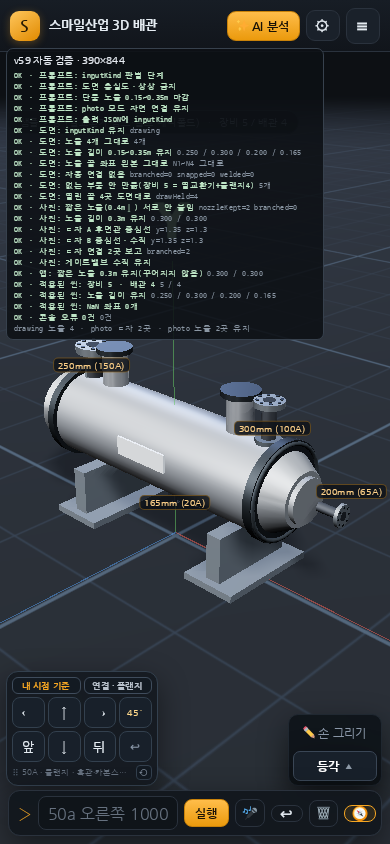 S 스마일산업 3D 배관 AI 분석
v59 자동 검증 · 390×844
OK · 프롬프트: inputKind 판별 단계
OK · 프롬프트: 도면 충실도·상상 금지
OK · 프롬프트: 단중 노즐 0.15~0.35m 마감
OK · 프롬프트: photo 모드 자연 연결 유지
OK · 프롬프트: 출력 JSON에 inputKind
OK · 도면: inputKind 유지 drawing
OK · 도면: 노즐 4개 그대로 4개
OK · 도면: 노즐 길이 0.15~0.35m 유지 0.250 / 0.300 / 0.200 / 0.165
OK · 도면: 노즐 끝 좌표 원본 그대로 N1~N4 그대로
OK · 도면: 자동 연결 없음 branched=0 snapped=0 welded=0
OK · 도면: 없는 부품 안 만듦(장비 5 = 열교환기+플랜지4) 5개
OK · 도면: 열린 끝 4곳 도면대로 drawHeld=4
OK · 사진: 짧은 노즐(0.4m↓) 서로 안 붙임 nozzleKept=2 branched=0
OK · 사진: 노즐 길이 0.3m 유지 0.300 / 0.300
OK · 사진: ㄷ자 A 후면관 중심선 y=1.35 z=1.3
OK · 사진: ㄷ자 B 중심선·수직 y=1.35 z=1.3
OK · 사진: ㄷ자 연결 2곳 보고 branched=2
OK · 사진: 게이트밸브 수직 유지
OK · 앱: 짧은 노즐 0.3m 유지(꾸어지지 않음) 0.300 / 0.300
OK · 적용된 씬: 장비 5 · 배관 4 5 / 4
OK · 적용된 씬: 노즐 길이 유지 0.250 / 0.300 / 0.200 / 0.165
OK · 적용된 씬: NaN 좌표 0개
OK · 콘솔 오류 0건 0건
drawing 노즐 4 · photo ㄷ자 2곳 · photo 노즐 2곳 유지
250mm (150A)
300mm (100A)
200mm (65A)
165mm (20A)
내 시점 기준 연결·플랜지
← ↑ → 45°
앞 ↓ 뒤 ↩
50A · 플랜지 · 흑관·카본스…
✏️ 손 그리기
등각 ▲
> 50a 오른쪽 1000 실행